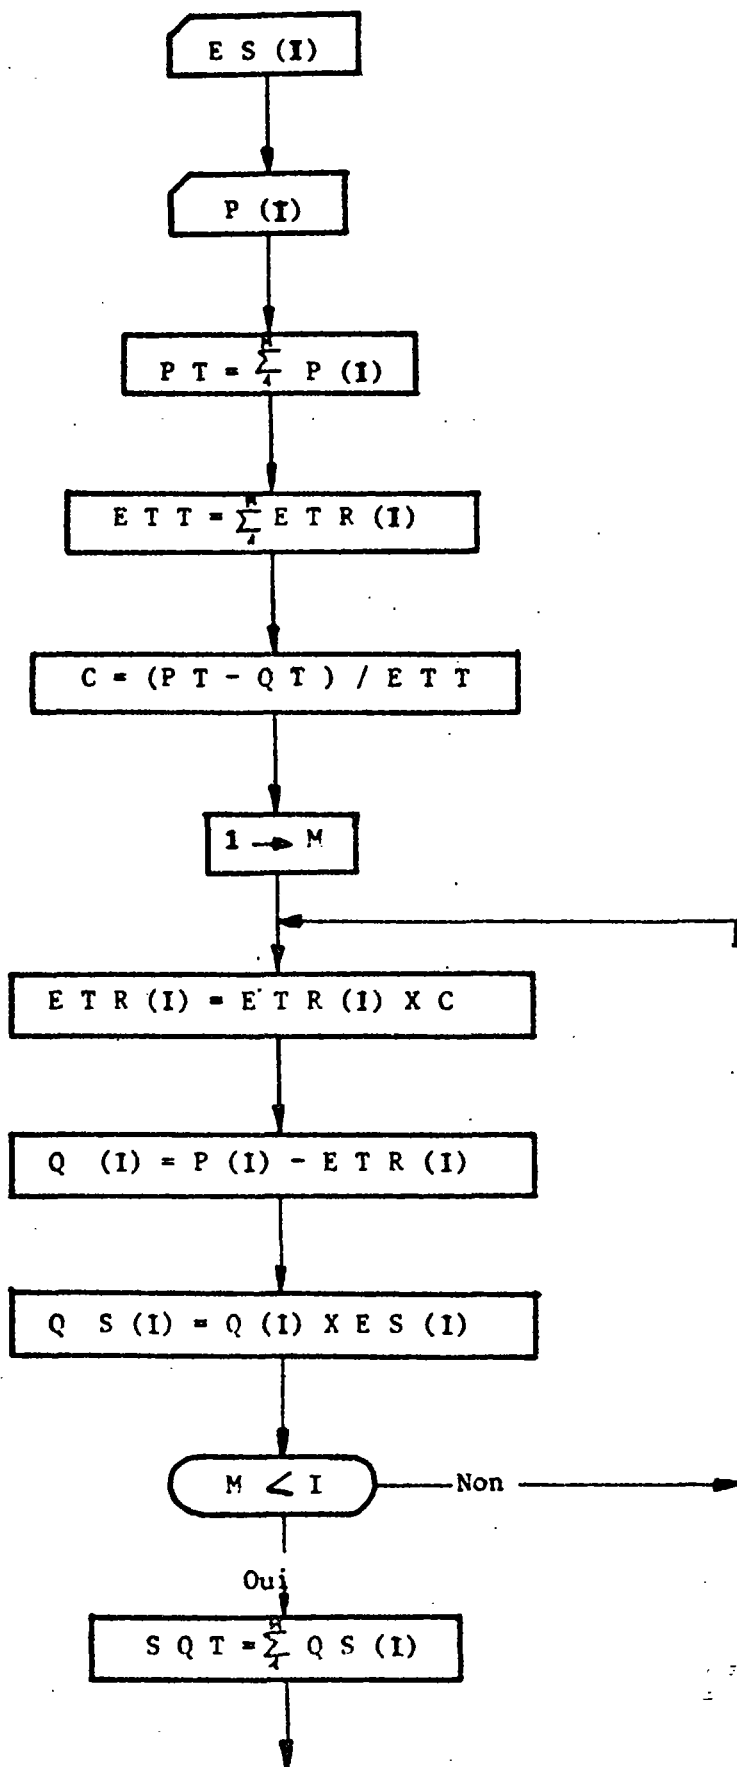 E S (I)
P (I)
P T = ∑ P (I)
E T T = ∑ E T R (I)
C = (P T - Q T) / E T T
1 → M
E T R (I) = E T R (I) X C
Q (I) = P (I) - E T R (I)
Q S (I) = Q (I) X E S (I)
M < I
Non
Oui
S Q T = ∑ Q S (I)